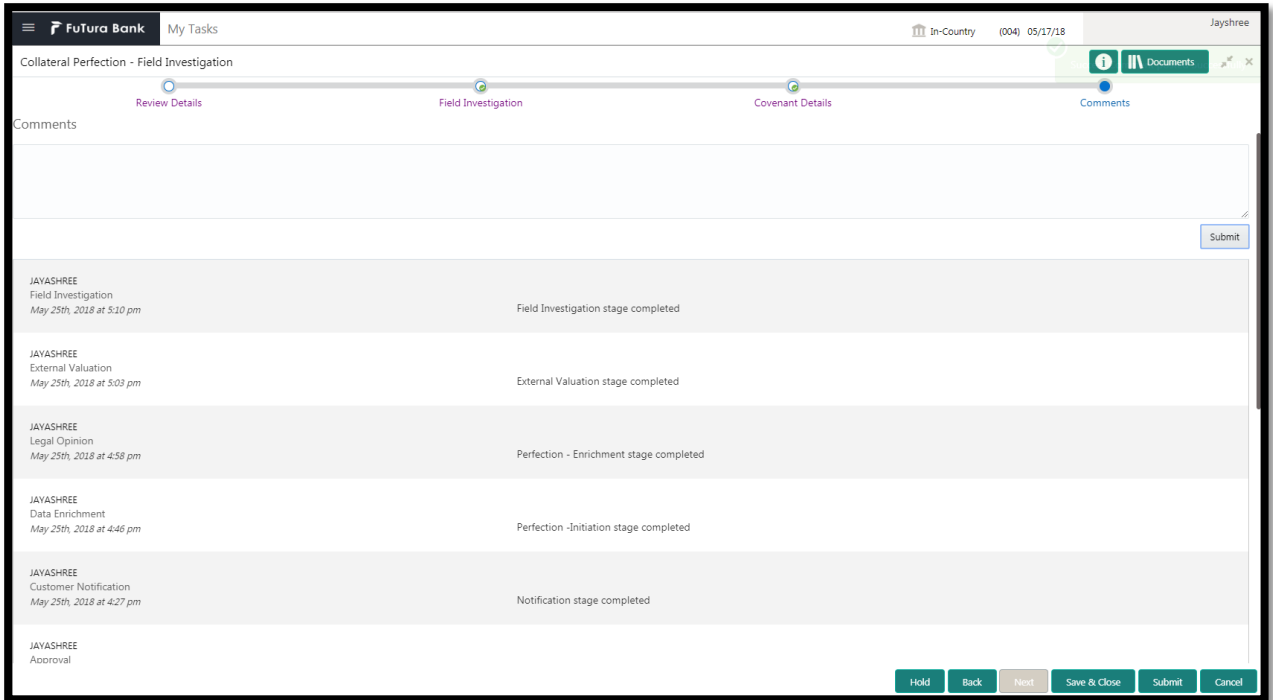 FuTura Bank My Tasks In-Country (004) 05/17/18 Jayshree
Collateral Perfection - Field Investigation Documents
Review Details Field Investigation Covenant Details Comments
Comments
Submit
JAYASHREE
Field Investigation
May 25th, 2018 at 5:10 pm Field Investigation stage completed
JAYASHREE
External Valuation
May 25th, 2018 at 5:03 pm External Valuation stage completed
JAYASHREE
Legal Opinion
May 25th, 2018 at 4:58 pm Perfection - Enrichment stage completed
JAYASHREE
Data Enrichment
May 25th, 2018 at 4:46 pm Perfection -Initiation stage completed
JAYASHREE
Customer Notification
May 25th, 2018 at 4:27 pm Notification stage completed
JAYASHREE
Approval
Hold Back Next Save & Close Submit Cancel